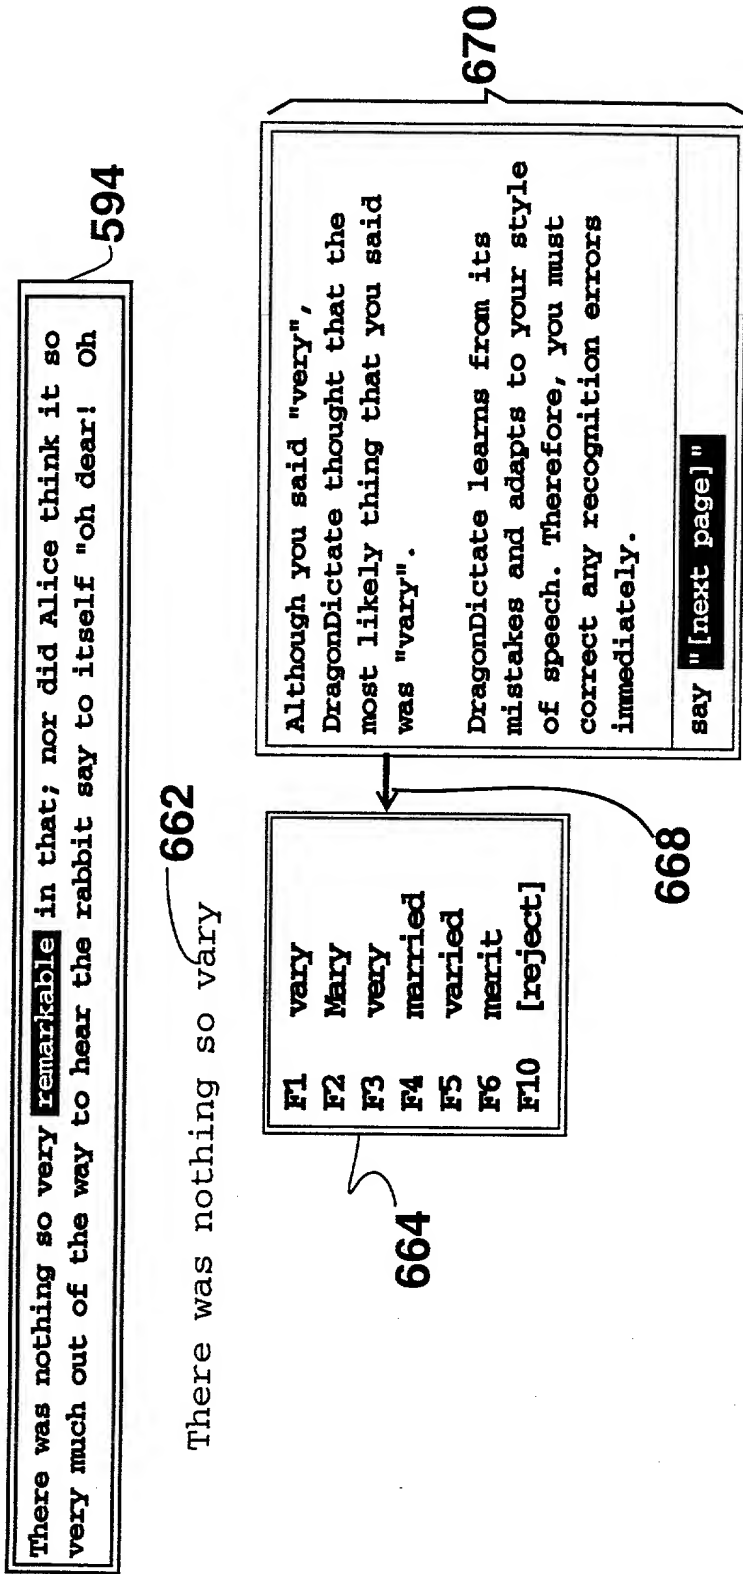 There was nothing so very remarkable in that; nor did Alice think it so
very much out of the way to hear the rabbit say to itself "oh dear!  Oh
594
There was nothing so vary
662
F1 vary
F2 Mary
F3 very
F4 married
F5 varied
F6 merit
F10 [reject]
664
668
Although you said "very",
DragonDictate thought that the
most likely thing that you said
was "vary".
DragonDictate learns from its
mistakes and adapts to your style
of speech. Therefore, you must
correct any recognition errors
immediately.
say "[next page]"
670